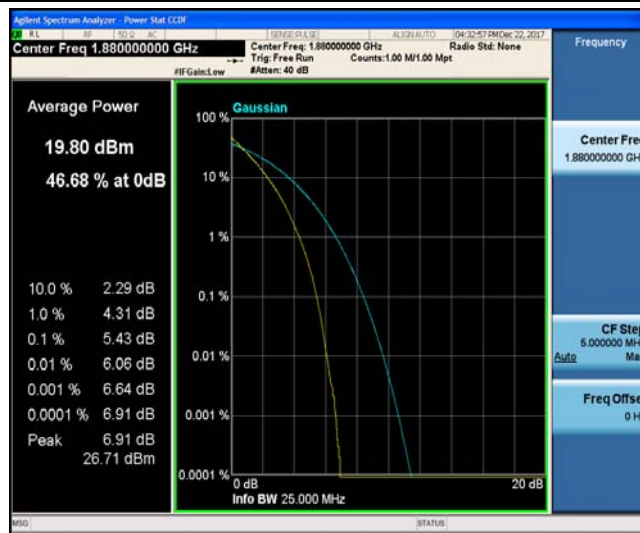 Agilent Spectrum Analyzer - Power Stat CCDF
RL RF 50 Ω AC SENSE:PULSE ALIGNAUTO 04:32:57 PM Dec 22, 2017
Center Freq 1.880000000 GHz
Center Freq: 1.880000000 GHz Radio Std: None
Trig: Free Run Counts:1.00 M/1.00 Mpt
#IFGain:Low #Atten: 40 dB
Frequency
Average Power
19.80 dBm
46.68 % at 0dB
10.0 % 2.29 dB
1.0 % 4.31 dB
0.1 % 5.43 dB
0.01 % 6.06 dB
0.001 % 6.64 dB
0.0001 % 6.91 dB
Peak 6.91 dB
26.71 dBm
Gaussian
100 %
10 %
1 %
0.1 %
0.01 %
0.001 %
0.0001 %
0 dB 20 dB
Info BW 25.000 MHz
Center Fre
1.880000000 GH
CF Step
5.000000 MH
Auto Ma
Freq Offse
0 H
MSG STATUS